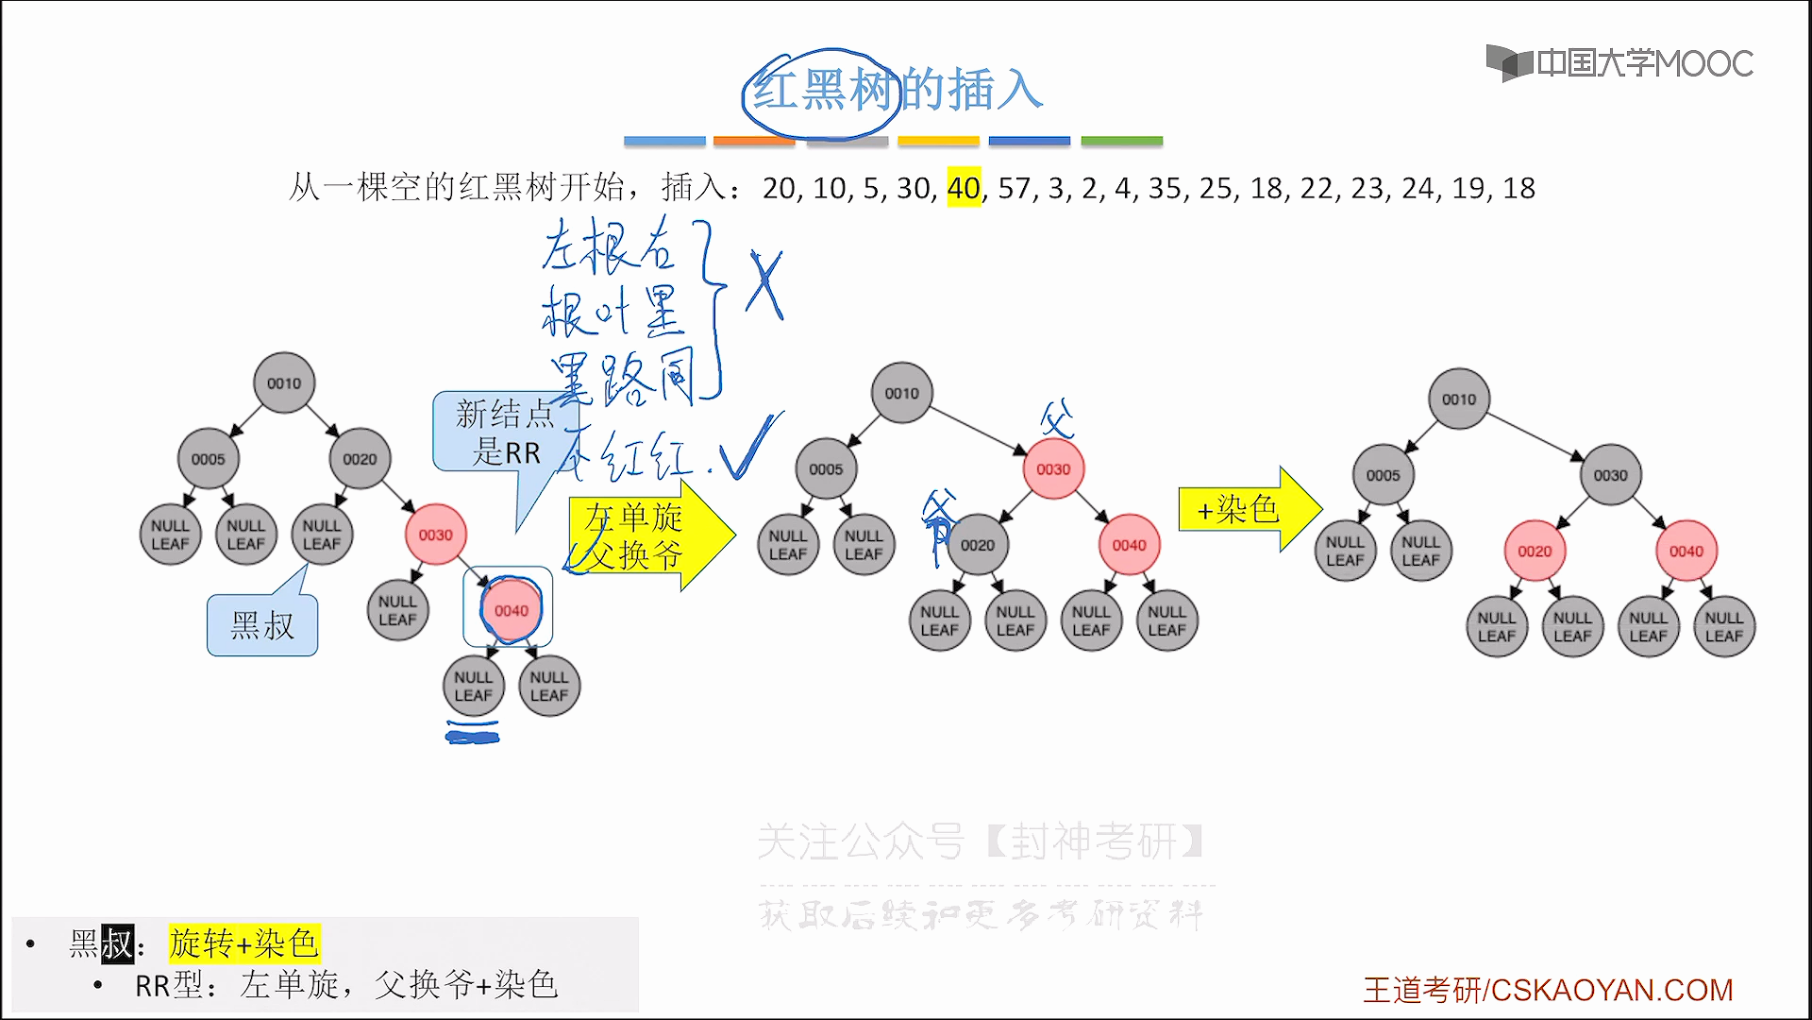 中国大学MOOC
红黑树的插入
从一棵空的红黑树开始，插入：20, 10, 5, 30, 40, 57, 3, 2, 4, 35, 25, 18, 22, 23, 24, 19, 18
左根右
根叶黑
黑路同
不红红.
X
新结点
是RR
0010
0005
0020
NULL LEAF
NULL LEAF
NULL LEAF
0030
黑叔
NULL LEAF
0040
NULL LEAF
NULL LEAF
左单旋
父换爷
0010
父
0005
0030
爷
NULL LEAF
NULL LEAF
0020
0040
NULL LEAF
NULL LEAF
NULL LEAF
NULL LEAF
+染色
0010
0005
0030
NULL LEAF
NULL LEAF
0020
0040
NULL LEAF
NULL LEAF
NULL LEAF
NULL LEAF
关注公众号【封神考研】
获取后续和更多考研资料
• 黑叔：旋转+染色
• RR型：左单旋，父换爷+染色
王道考研/CSKAOYAN.COM